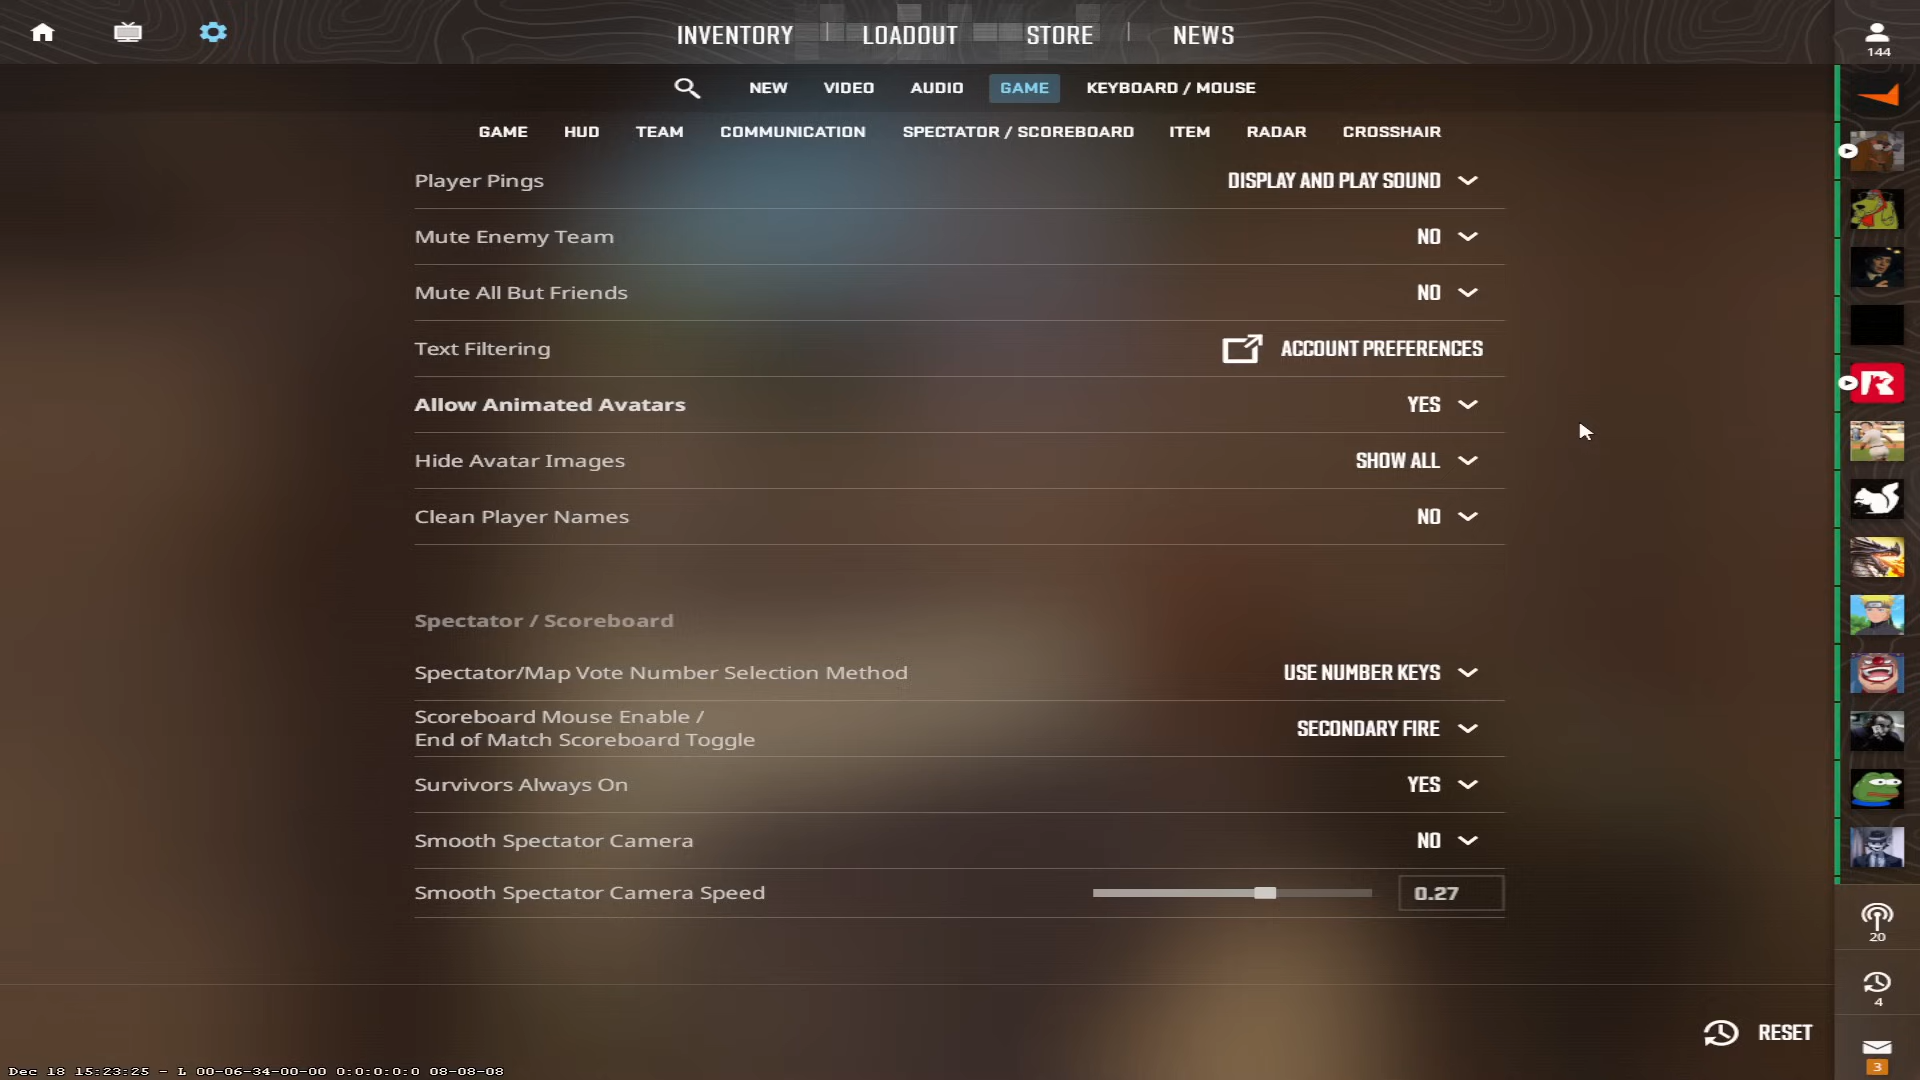 INVENTORY
LOADOUT
STORE
NEWS
144
NEW
VIDEO
AUDIO
GAME
KEYBOARD / MOUSE
GAME
HUD
TEAM
COMMUNICATION
SPECTATOR / SCOREBOARD
ITEM
RADAR
CROSSHAIR
Player Pings
DISPLAY AND PLAY SOUND
Mute Enemy Team
NO
Mute All But Friends
NO
Text Filtering
ACCOUNT PREFERENCES
Allow Animated Avatars
YES
Hide Avatar Images
SHOW ALL
Clean Player Names
NO
Spectator / Scoreboard
Spectator/Map Vote Number Selection Method
USE NUMBER KEYS
Scoreboard Mouse Enable /
End of Match Scoreboard Toggle
SECONDARY FIRE
Survivors Always On
YES
Smooth Spectator Camera
NO
Smooth Spectator Camera Speed
0.27
20
4
RESET
3
Dec 18 15:23:25 - L 00-06-34-00-00 0:0:0:0:0 08-08-08